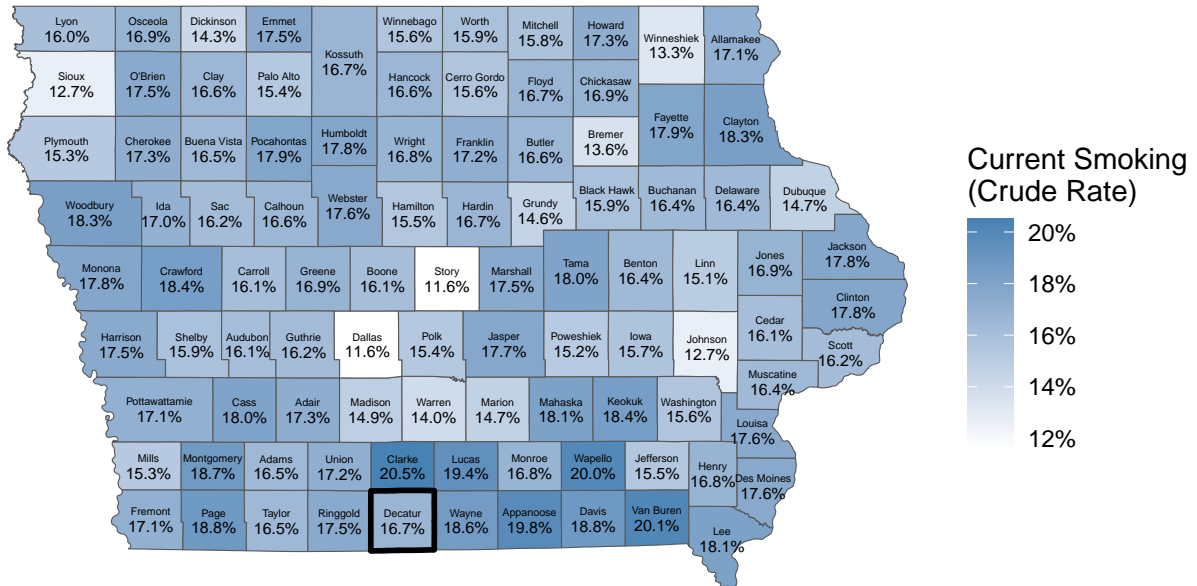 Lyon
16.0%
Osceola
16.9%
Dickinson
14.3%
Emmet
17.5%
Kossuth
16.7%
Winnebago
15.6%
Worth
15.9%
Mitchell
15.8%
Howard
17.3%
Winneshiek
13.3%
Allamakee
17.1%
Sioux
12.7%
O'Brien
17.5%
Clay
16.6%
Palo Alto
15.4%
Hancock
16.6%
Cerro Gordo
15.6%
Floyd
16.7%
Chickasaw
16.9%
Fayette
17.9%
Clayton
18.3%
Plymouth
15.3%
Cherokee
17.3%
Buena Vista
16.5%
Pocahontas
17.9%
Humboldt
17.8%
Wright
16.8%
Franklin
17.2%
Butler
16.6%
Bremer
13.6%
Woodbury
18.3%
Ida
17.0%
Sac
16.2%
Calhoun
16.6%
Webster
17.6%
Hamilton
15.5%
Hardin
16.7%
Grundy
14.6%
Black Hawk
15.9%
Buchanan
16.4%
Delaware
16.4%
Dubuque
14.7%
Monona
17.8%
Crawford
18.4%
Carroll
16.1%
Greene
16.9%
Boone
16.1%
Story
11.6%
Marshall
17.5%
Tama
18.0%
Benton
16.4%
Linn
15.1%
Jones
16.9%
Jackson
17.8%
Clinton
17.8%
Harrison
17.5%
Shelby
15.9%
Audubon
16.1%
Guthrie
16.2%
Dallas
11.6%
Polk
15.4%
Jasper
17.7%
Poweshiek
15.2%
Iowa
15.7%
Johnson
12.7%
Cedar
16.1%
Scott
16.2%
Muscatine
16.4%
Pottawattamie
17.1%
Cass
18.0%
Adair
17.3%
Madison
14.9%
Warren
14.0%
Marion
14.7%
Mahaska
18.1%
Keokuk
18.4%
Washington
15.6%
Louisa
17.6%
Mills
15.3%
Montgomery
18.7%
Adams
16.5%
Union
17.2%
Clarke
20.5%
Lucas
19.4%
Monroe
16.8%
Wapello
20.0%
Jefferson
15.5%
Henry
16.8%
Des Moines
17.6%
Fremont
17.1%
Page
18.8%
Taylor
16.5%
Ringgold
17.5%
Decatur
16.7%
Wayne
18.6%
Appanoose
19.8%
Davis
18.8%
Van Buren
20.1%
Lee
18.1%
Current Smoking
(Crude Rate)
20%
18%
16%
14%
12%